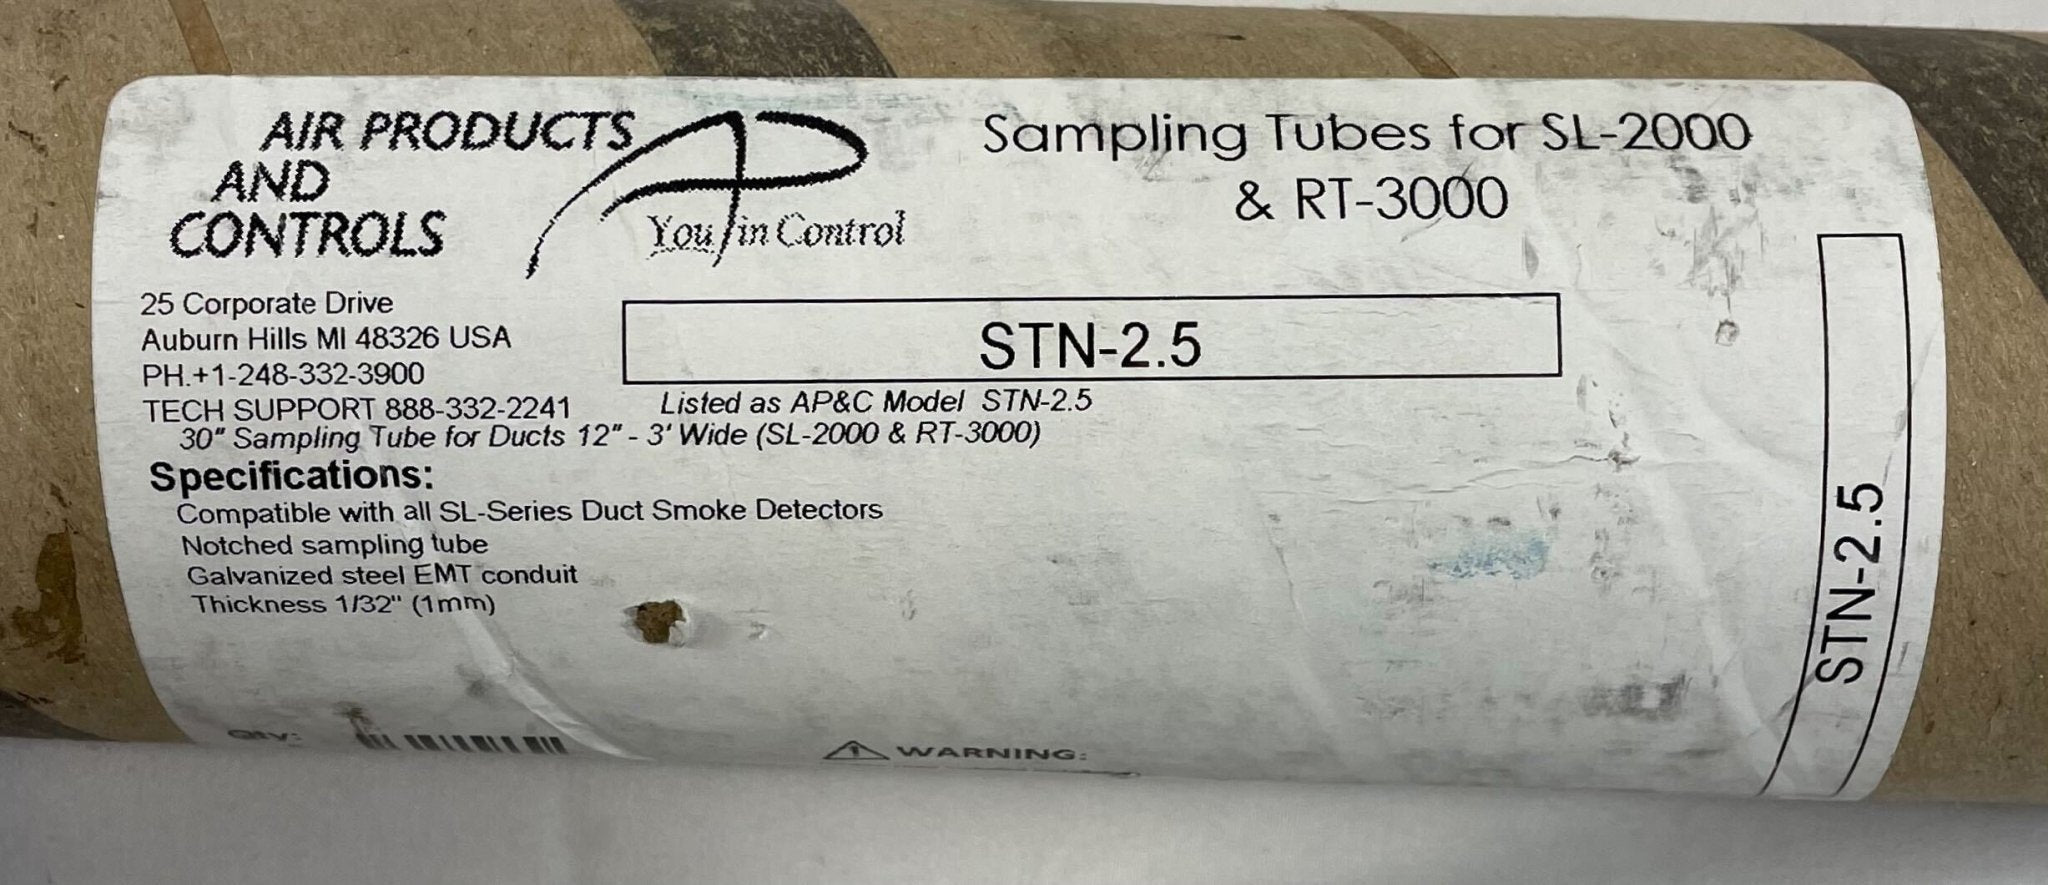 AIR PRODUCTS
AND
CONTROLS
You in Control
Sampling Tubes for SL-2000
& RT-3000
25 Corporate Drive
Auburn Hills MI 48326 USA
PH.+1-248-332-3900
TECH SUPPORT 888-332-2241
STN-2.5
Listed as AP&C Model STN-2.5
30" Sampling Tube for Ducts 12" - 3' Wide (SL-2000 & RT-3000)
Specifications:
Compatible with all SL-Series Duct Smoke Detectors
Notched sampling tube
Galvanized steel EMT conduit
Thickness 1/32" (1mm)
QTY:
WARNING:
STN-2.5